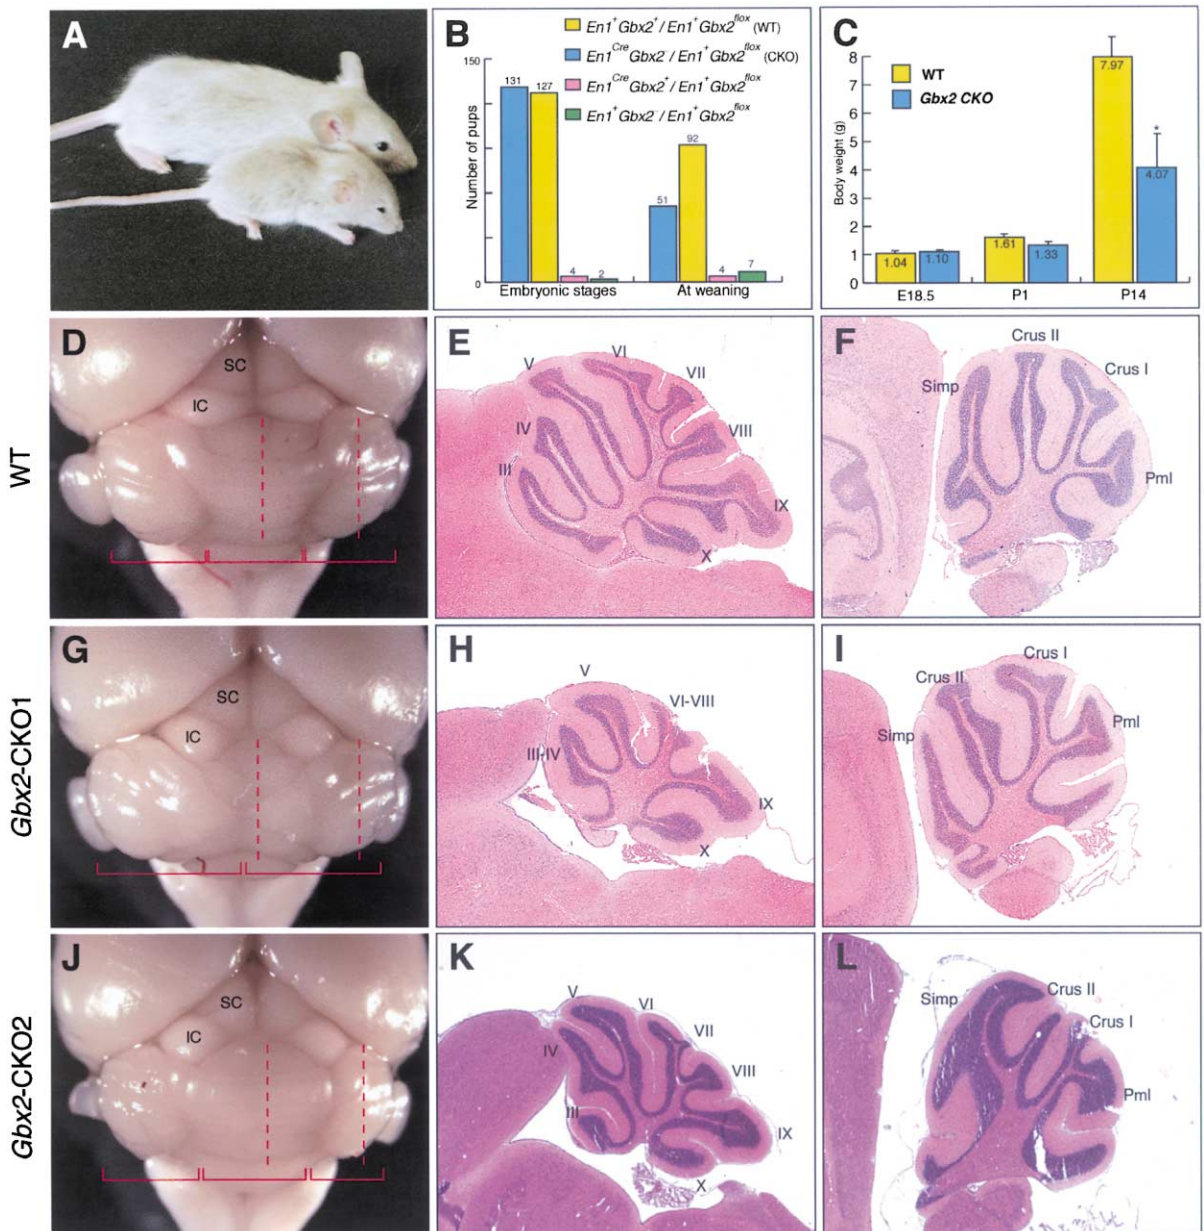 A
B
En1+Gbx2+/ En1+Gbx2flox (WT)
En1CreGbx2-/ En1+Gbx2flox (CKO)
En1CreGbx2+/ En1+Gbx2flox
En1+Gbx2-/ En1+Gbx2flox
150
0
Number of pups
131
127
4
2
51
92
4
7
Embryonic stages
At weaning
C
WT
Gbx2 CKO
Body weight (g)
8
7
6
5
4
3
2
1
0
1.04
1.10
1.61
1.33
7.97
*
4.07
E18.5
P1
P14
WT
D
SC
IC
E
III
IV
V
VI
VII
VIII
IX
X
F
Simp
Crus II
Crus I
Pml
Gbx2-CKO1
G
SC
IC
H
III-IV
V
VI-VIII
IX
X
I
Simp
Crus II
Crus I
Pml
Gbx2-CKO2
J
SC
IC
K
III
IV
V
VI
VII
VIII
IX
X
L
Simp
Crus II
Crus I
Pml